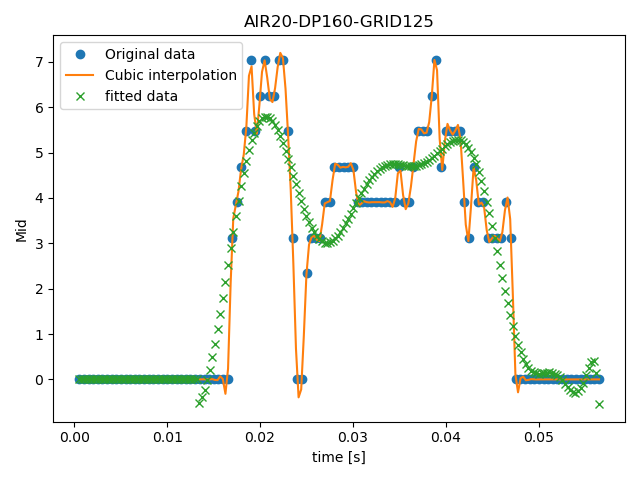 AIR20-DP160-GRID125
Original data
Cubic interpolation
fitted data
Mid
7
6
5
4
3
2
1
0
0.00 0.01 0.02 0.03 0.04 0.05
time [s]